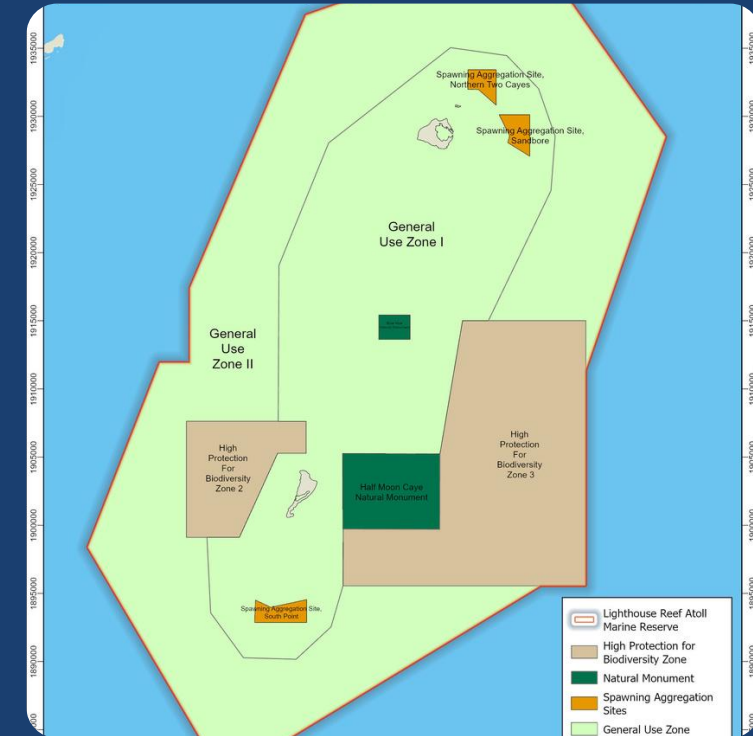 Spawning Aggregation Site,
Northern Two Cayes
Spawning Aggregation Site,
Sandbore
General
Use Zone I
General
Use
Zone II
High
Protection
For
Biodiversity
Zone 2
High
Protection
For
Biodiversity
Zone 3
Half Moon Caye
Natural Monument
Spawning Aggregation Site,
South Point
1935000
1930000
1925000
1920000
1915000
1910000
1905000
1900000
1895000
1890000
Lighthouse Reef Atoll
Marine Reserve
High Protection for
Biodiversity Zone
Natural Monument
Spawning Aggregation
Sites
General Use Zone